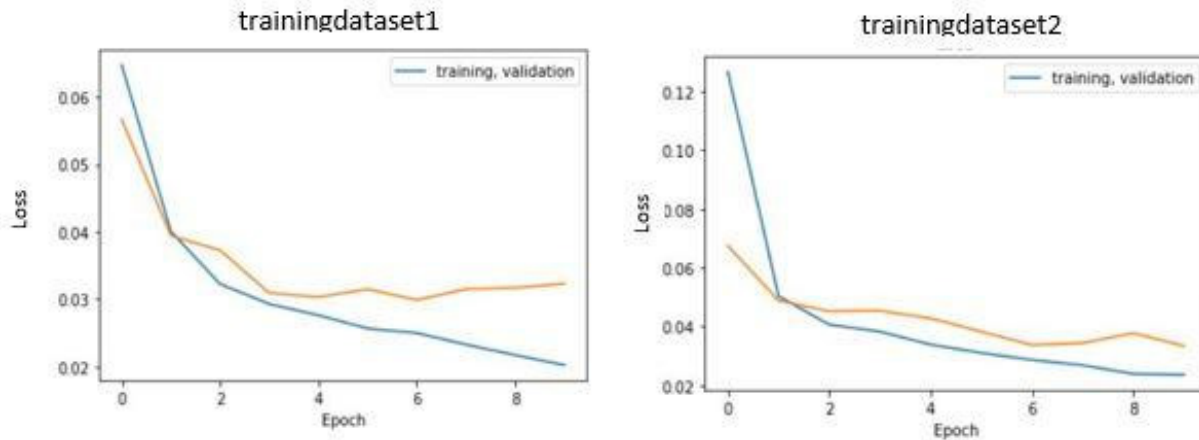 trainingdataset1
training, validation
0.06
0.05
0.04
0.03
0.02
Loss
0 2 4 6 8
Epoch
trainingdataset2
training, validation
0.12
0.10
0.08
0.06
0.04
0.02
Loss
0 2 4 6 8
Epoch